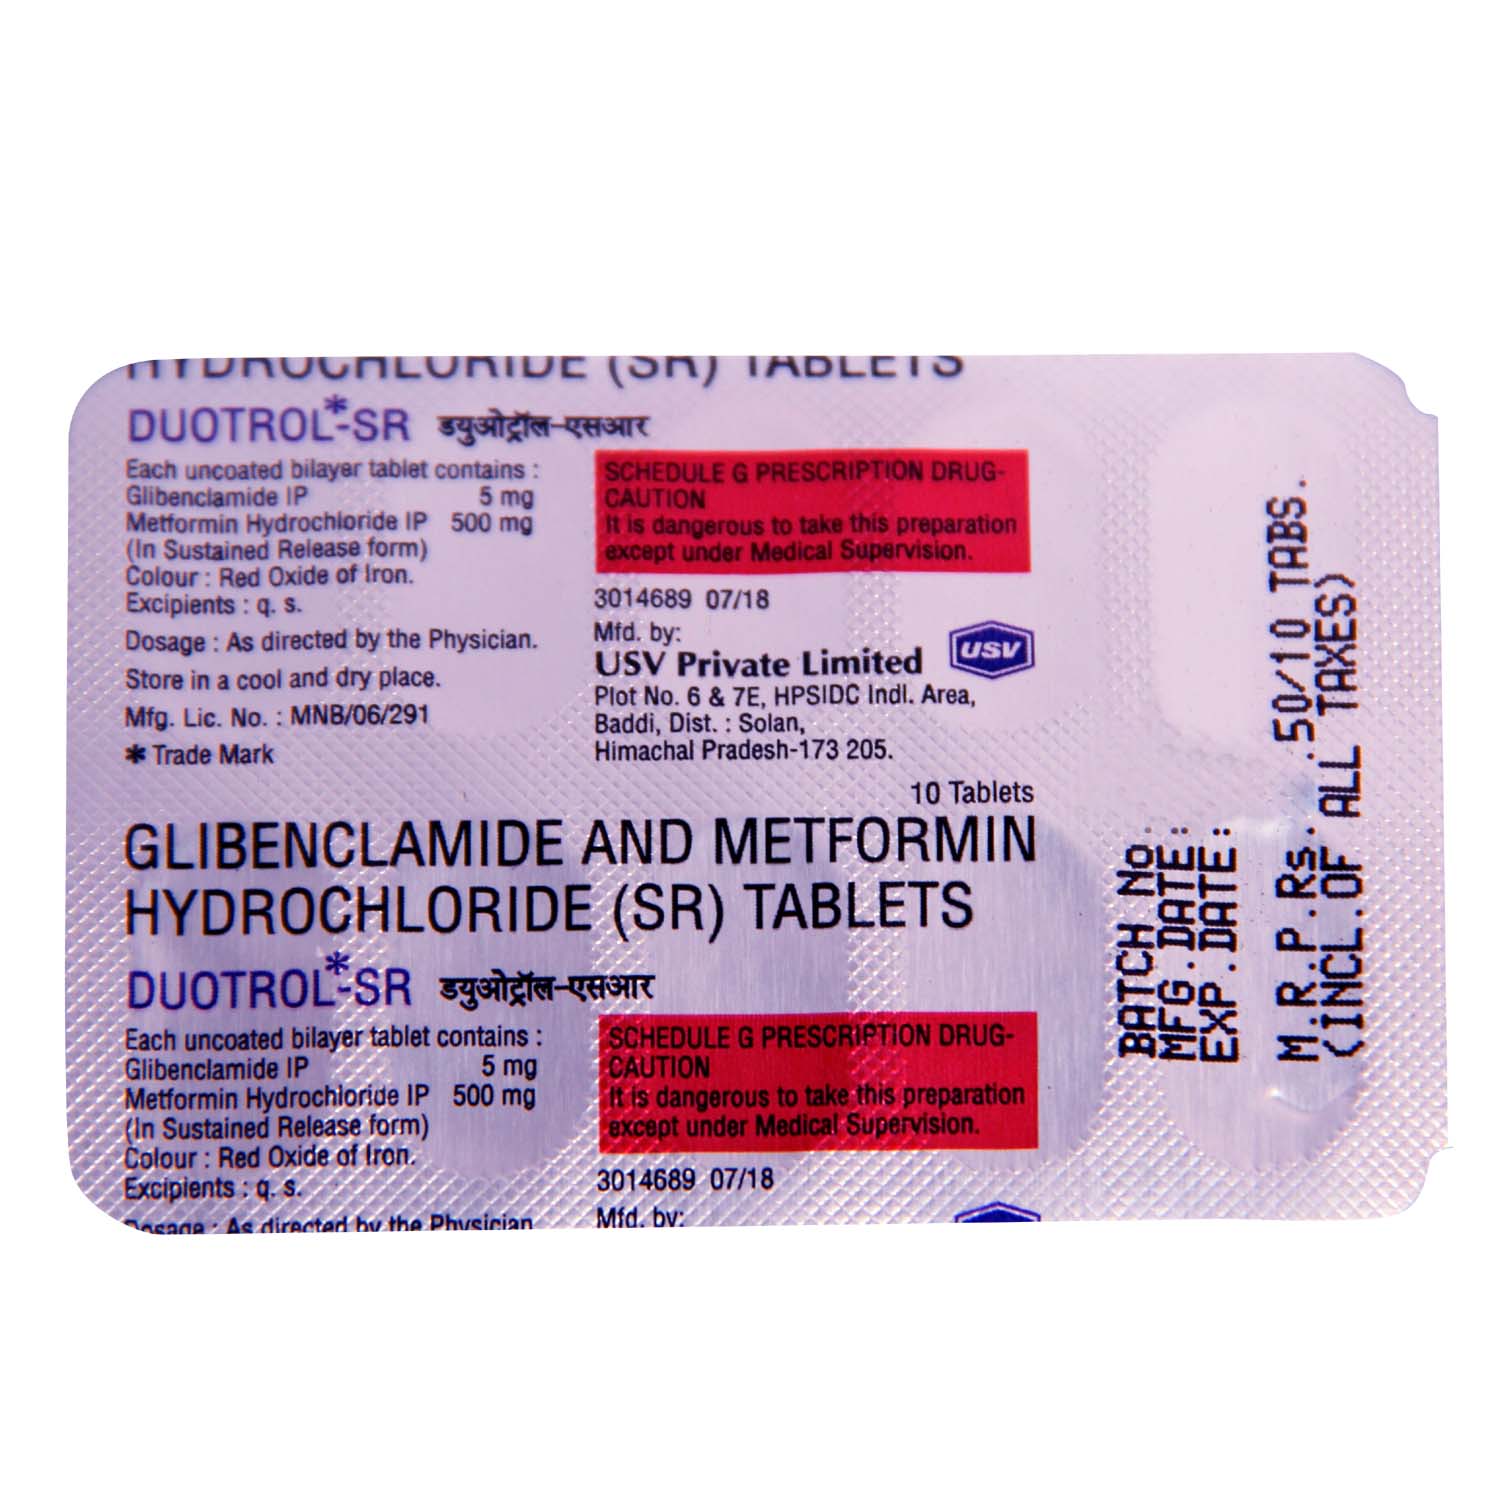 HYDROCHLORIDE (SR) TABLETS
DUOTROL*-SR डयुओट्रॉल-एसआर
Each uncoated bilayer tablet contains :
Glibenclamide IP 5 mg
Metformin Hydrochloride IP 500 mg
(In Sustained Release form)
Colour : Red Oxide of Iron.
Excipients : q. s.
Dosage : As directed by the Physician.
Store in a cool and dry place.
Mfg. Lic. No. : MNB/06/291
* Trade Mark
SCHEDULE G PRESCRIPTION DRUG-
CAUTION
It is dangerous to take this preparation
except under Medical Supervision.
3014689 07/18
Mfd. by:
USV Private Limited
USV
Plot No. 6 & 7E, HPSIDC Indl. Area,
Baddi, Dist. : Solan,
Himachal Pradesh-173 205.
10 Tablets
GLIBENCLAMIDE AND METFORMIN
HYDROCHLORIDE (SR) TABLETS
DUOTROL*-SR डयुओट्रॉल-एसआर
Each uncoated bilayer tablet contains :
Glibenclamide IP 5 mg
Metformin Hydrochloride IP 500 mg
(In Sustained Release form)
Colour : Red Oxide of Iron.
Excipients : q. s.
Dosage : As directed by the Physician
SCHEDULE G PRESCRIPTION DRUG-
CAUTION
It is dangerous to take this preparation
except under Medical Supervision.
3014689 07/18
Mfd. by:
BATCH No.:
MFG.DATE:
EXP.DATE:
M.R.P.Rs. .50/10 TABS.
(INCL.OF ALL TAXES)